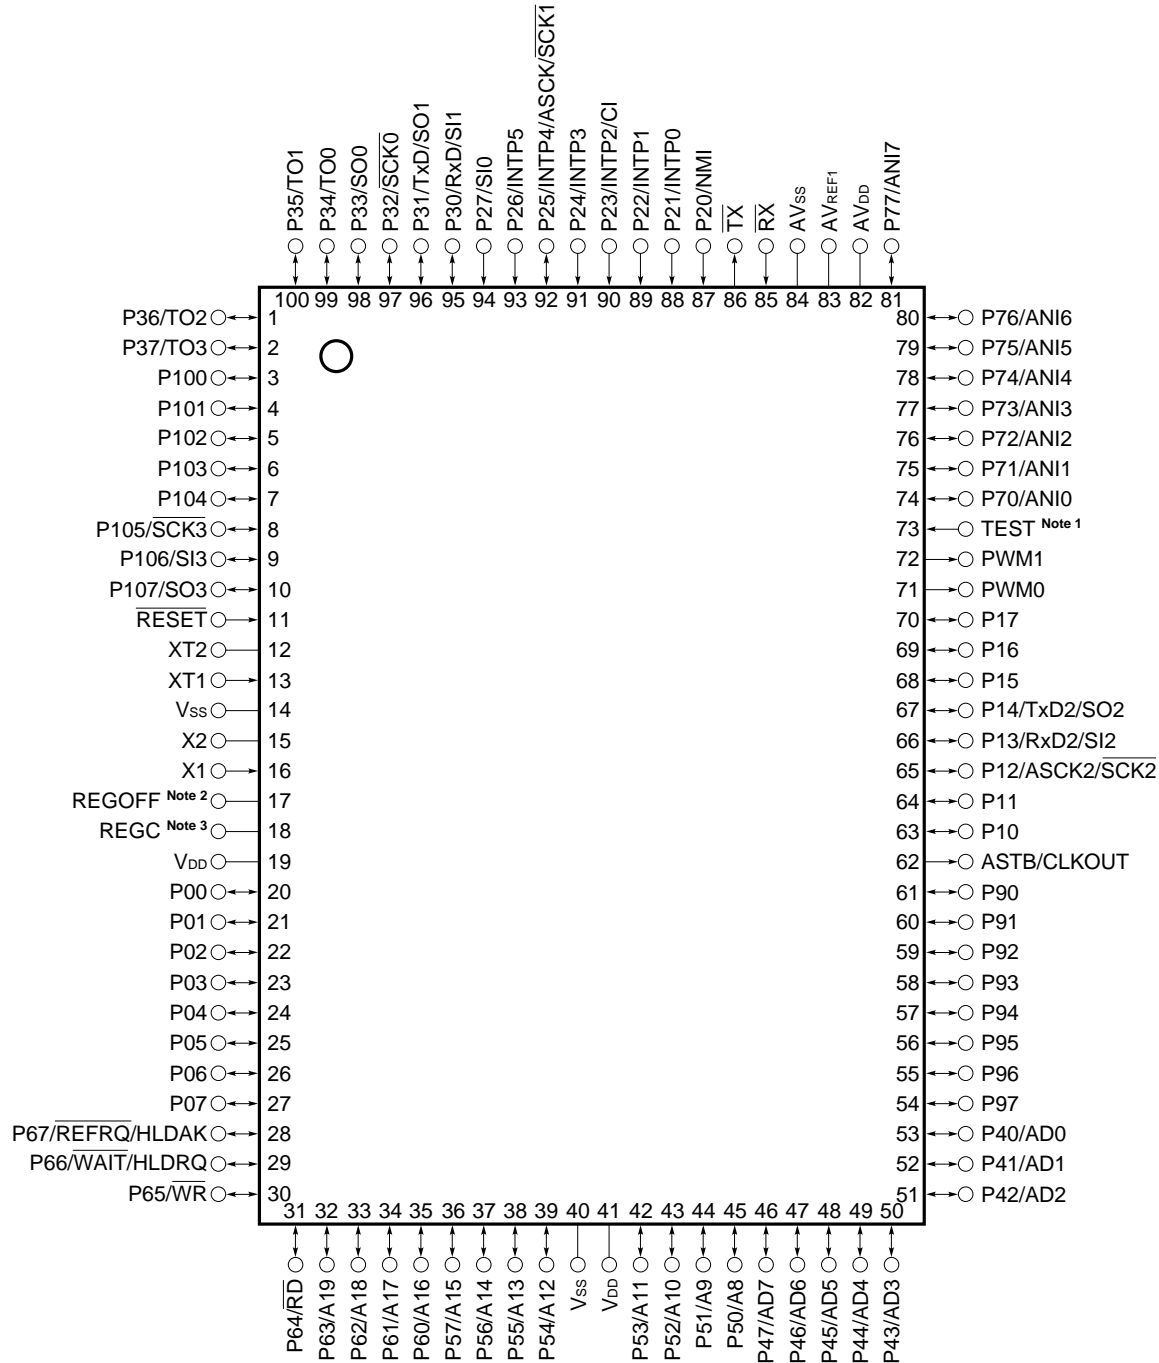 P35/TO1
P34/TO0
P33/SO0
P32/SCK0
P31/TxD/SO1
P30/RxD/SI1
P27/SI0
P26/INTP5
P25/INTP4/ASCK/SCK1
P24/INTP3
P23/INTP2/CI
P22/INTP1
P21/INTP0
P20/NMI
TX
RX
AVSS
AVREF1
AVDD
P77/ANI7
100 99 98 97 96 95 94 93 92 91 90 89 88 87 86 85 84 83 82 81
P36/TO2 1
P37/TO3 2
P100 3
P101 4
P102 5
P103 6
P104 7
P105/SCK3 8
P106/SI3 9
P107/SO3 10
RESET 11
XT2 12
XT1 13
VSS 14
X2 15
X1 16
REGOFF Note 2 17
REGC Note 3 18
VDD 19
P00 20
P01 21
P02 22
P03 23
P04 24
P05 25
P06 26
P07 27
P67/REFRQ/HLDAK 28
P66/WAIT/HLDRQ 29
P65/WR 30
80 P76/ANI6
79 P75/ANI5
78 P74/ANI4
77 P73/ANI3
76 P72/ANI2
75 P71/ANI1
74 P70/ANI0
73 TEST Note 1
72 PWM1
71 PWM0
70 P17
69 P16
68 P15
67 P14/TxD2/SO2
66 P13/RxD2/SI2
65 P12/ASCK2/SCK2
64 P11
63 P10
62 ASTB/CLKOUT
61 P90
60 P91
59 P92
58 P93
57 P94
56 P95
55 P96
54 P97
53 P40/AD0
52 P41/AD1
51 P42/AD2
31 32 33 34 35 36 37 38 39 40 41 42 43 44 45 46 47 48 49 50
P64/RD
P63/A19
P62/A18
P61/A17
P60/A16
P57/A15
P56/A14
P55/A13
P54/A12
VSS
VDD
P53/A11
P52/A10
P51/A9
P50/A8
P47/AD7
P46/AD6
P45/AD5
P44/AD4
P43/AD3